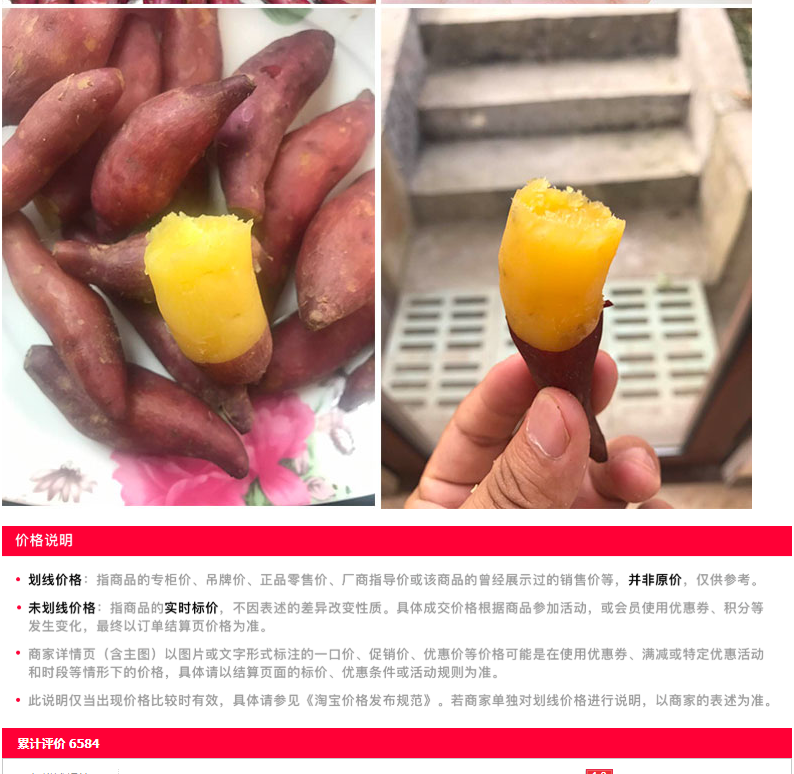 价格说明
划线价格：指商品的专柜价、吊牌价、正品零售价、厂商指导价或该商品的曾经展示过的销售价等，并非原价，仅供参考。
未划线价格：指商品的实时标价，不因表述的差异改变性质。具体成交价格根据商品参加活动，或会员使用优惠券、积分等
发生变化，最终以订单结算页价格为准。
商家详情页（含主图）以图片或文字形式标注的一口价、促销价、优惠价等价格可能是在使用优惠券、满减或特定优惠活动
和时段等情形下的价格，具体请以结算页面的标价、优惠条件或活动规则为准。
此说明仅当出现价格比较时有效，具体请参见《淘宝价格发布规范》。若商家单独对划线价格进行说明，以商家的表述为准。
累计评价 6584